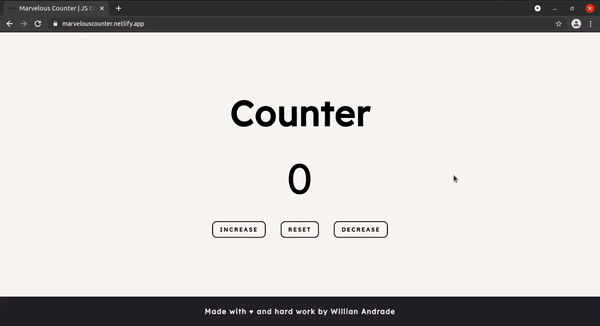 Marvelous Counter | JS C
marvelouscounter.netlify.app
Counter
0
INCREASE
RESET
DECREASE
Made with ♥ and hard work by Willian Andrade